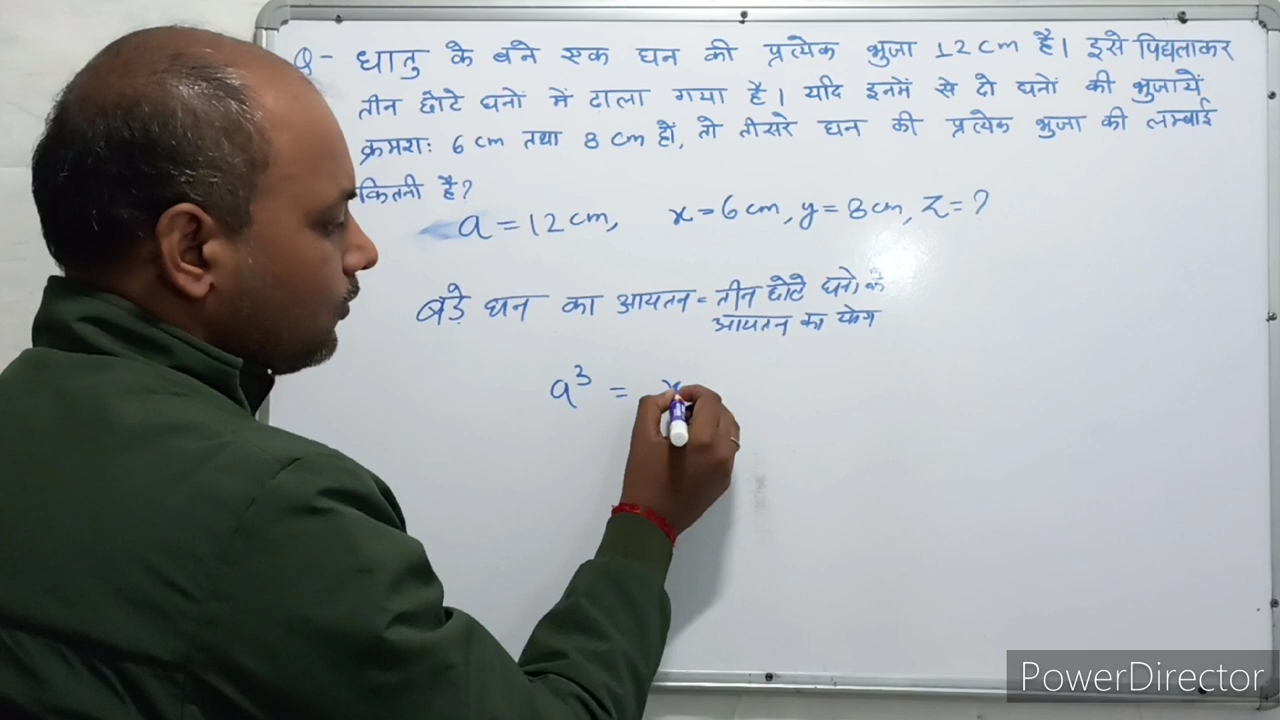 Q- धातु के बने एक घन की प्रत्येक भुजा 12 cm है। इसे पिघलाकर
तीन छोटे घनों में ढाला गया है। यदि इनमें से दो घनों की भुजायें
क्रमशः 6 cm तथा 8 cm हों, तो तीसरे घन की प्रत्येक भुजा की लम्बाई
कितनी है?
a = 12 cm, x = 6 cm, y = 8 cm, z = ?
बड़े घन का आयतन = तीन छोटे घनों के
आयतन का योग
a³ = x
PowerDirector